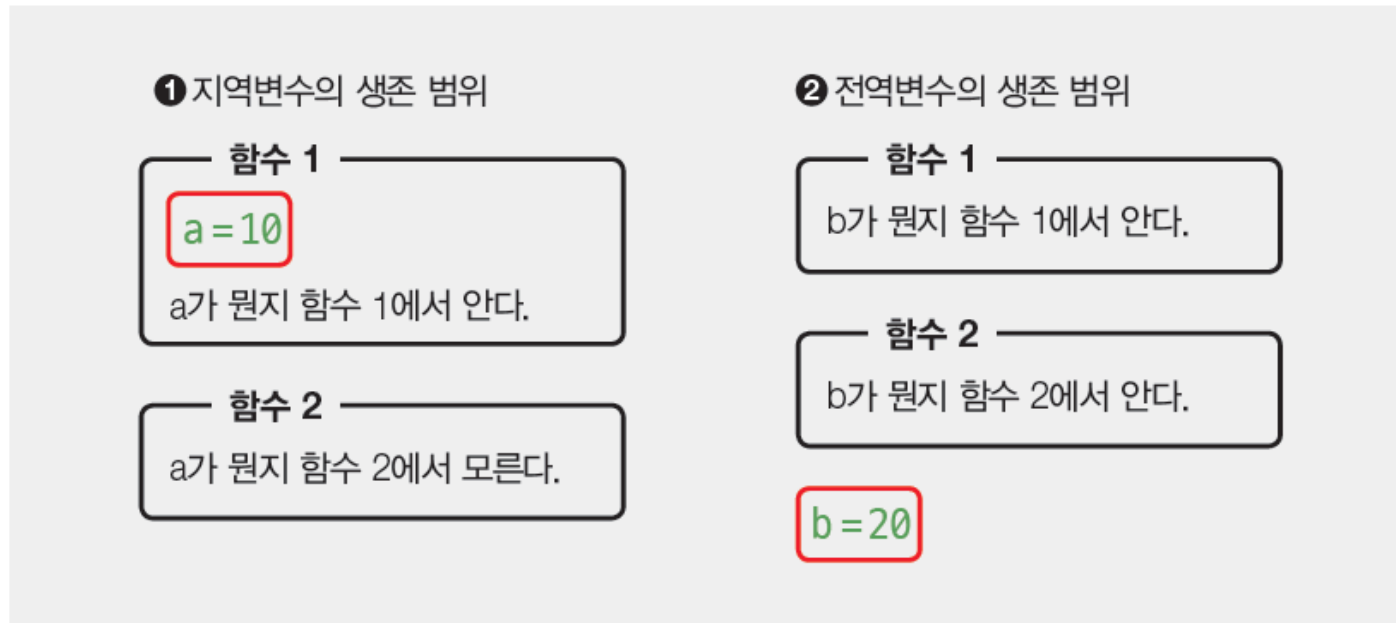 ❶ 지역변수의 생존 범위
함수 1
a=10
a가 뭔지 함수 1에서 안다.
함수 2
a가 뭔지 함수 2에서 모른다.
❷ 전역변수의 생존 범위
함수 1
b가 뭔지 함수 1에서 안다.
함수 2
b가 뭔지 함수 2에서 안다.
b=20